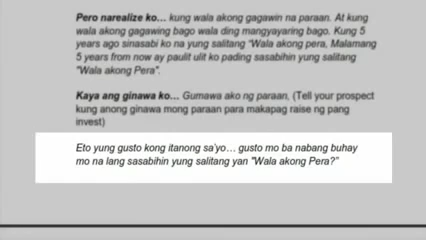 Pero narealize ko… kung wala akong gagawin na paraan. At kung
wala akong gagawing bago wala ding mangyayaring bago. Kung 5
years ago sinasabi ko na yung salitang “Wala akong pera, Malamang
5 years from now ay paulit ulit ko pading sasabihin yung salitang
"Wala akong Pera".
Kaya ang ginawa ko… Gumawa ako ng paraan, (Tell your prospect
kung anong ginawa mong paraan para makapag raise ng pang
invest)
Eto yung gusto kong itanong sa'yo… gusto mo ba nabang buhay
mo na lang sasabihin yung salitang yan "Wala akong Pera?"